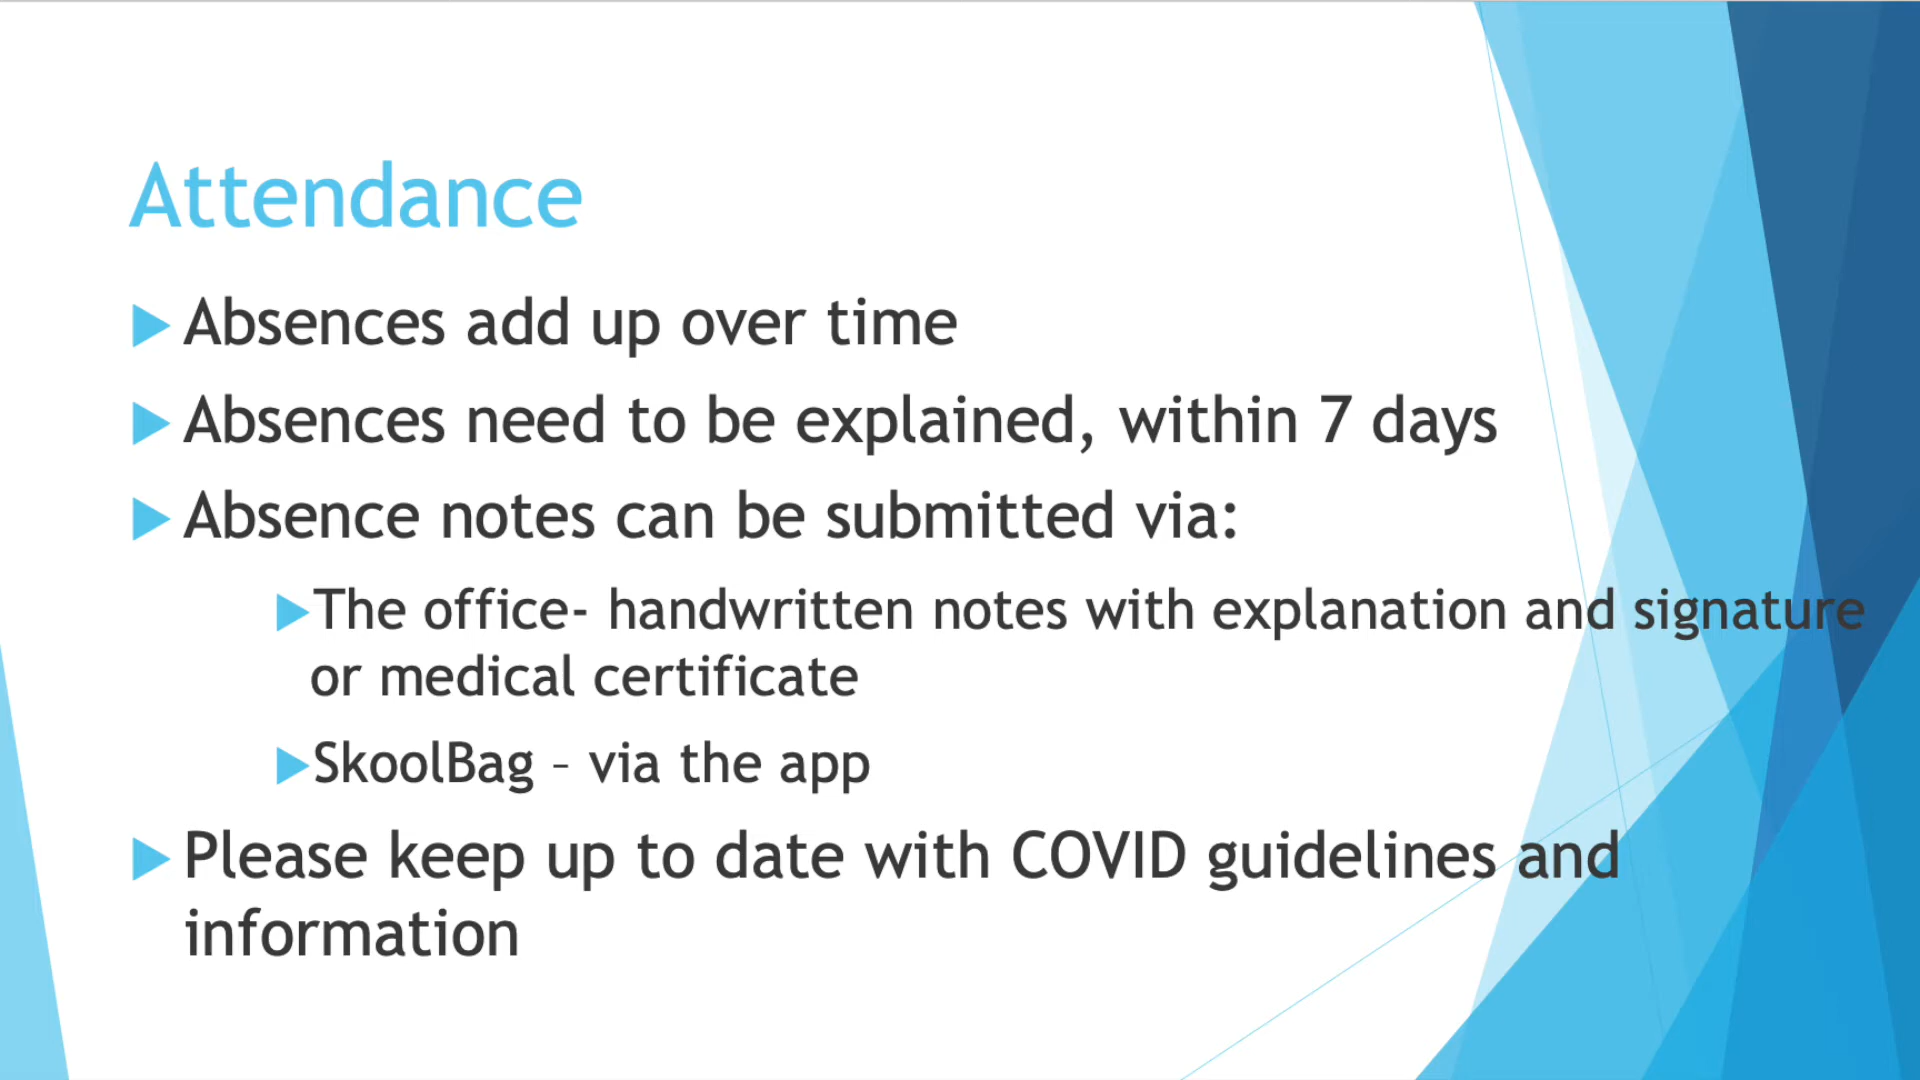 Attendance
Absences add up over time
Absences need to be explained, within 7 days
Absence notes can be submitted via:
The office- handwritten notes with explanation and signature
or medical certificate
SkoolBag – via the app
Please keep up to date with COVID guidelines and
information